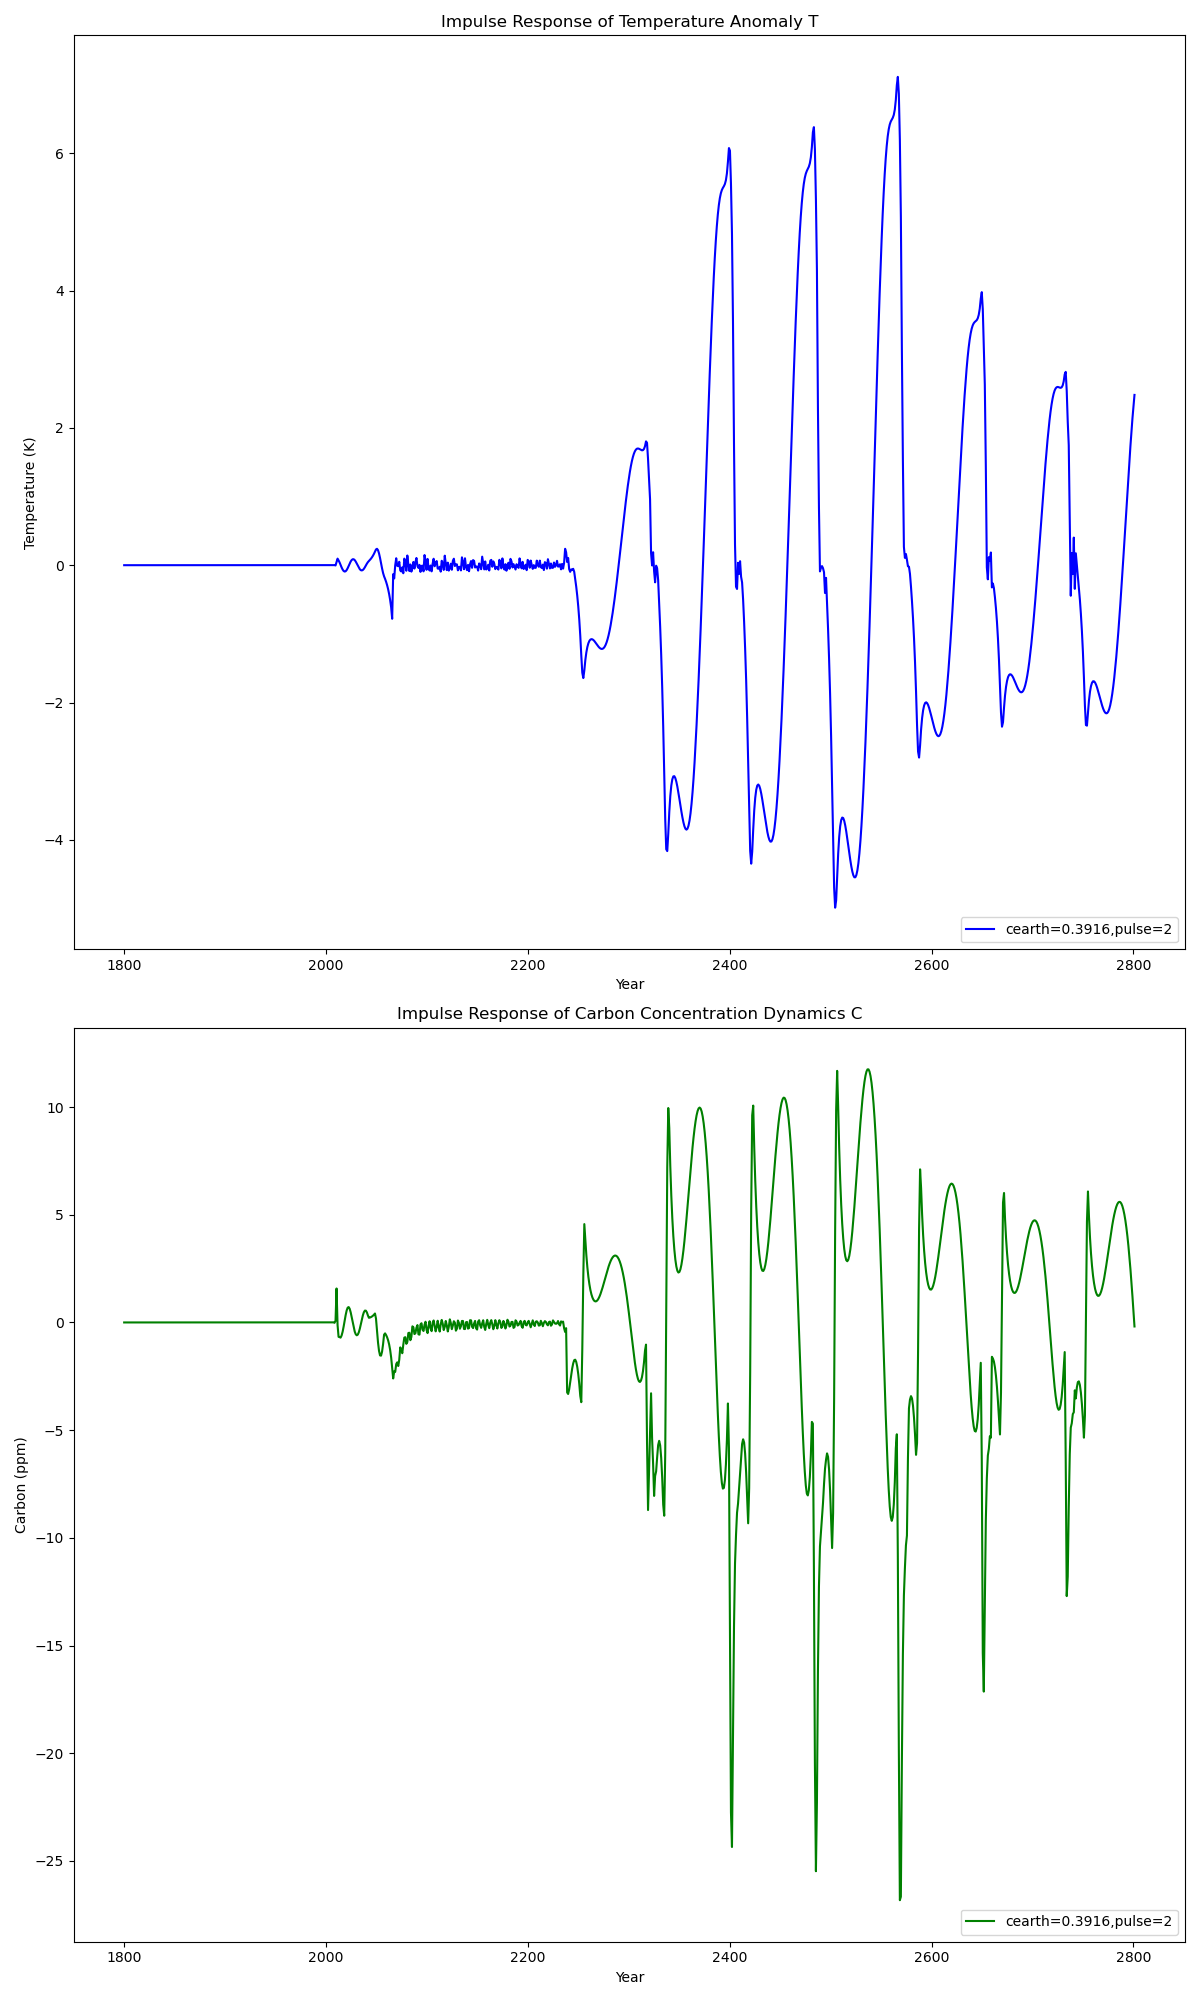 Impulse Response of Temperature Anomaly T
Temperature (K)
6
4
2
0
−2
−4
cearth=0.3916,pulse=2
1800 2000 2200 2400 2600 2800
Year
Impulse Response of Carbon Concentration Dynamics C
Carbon (ppm)
10
5
0
−5
−10
−15
−20
−25
cearth=0.3916,pulse=2
1800 2000 2200 2400 2600 2800
Year